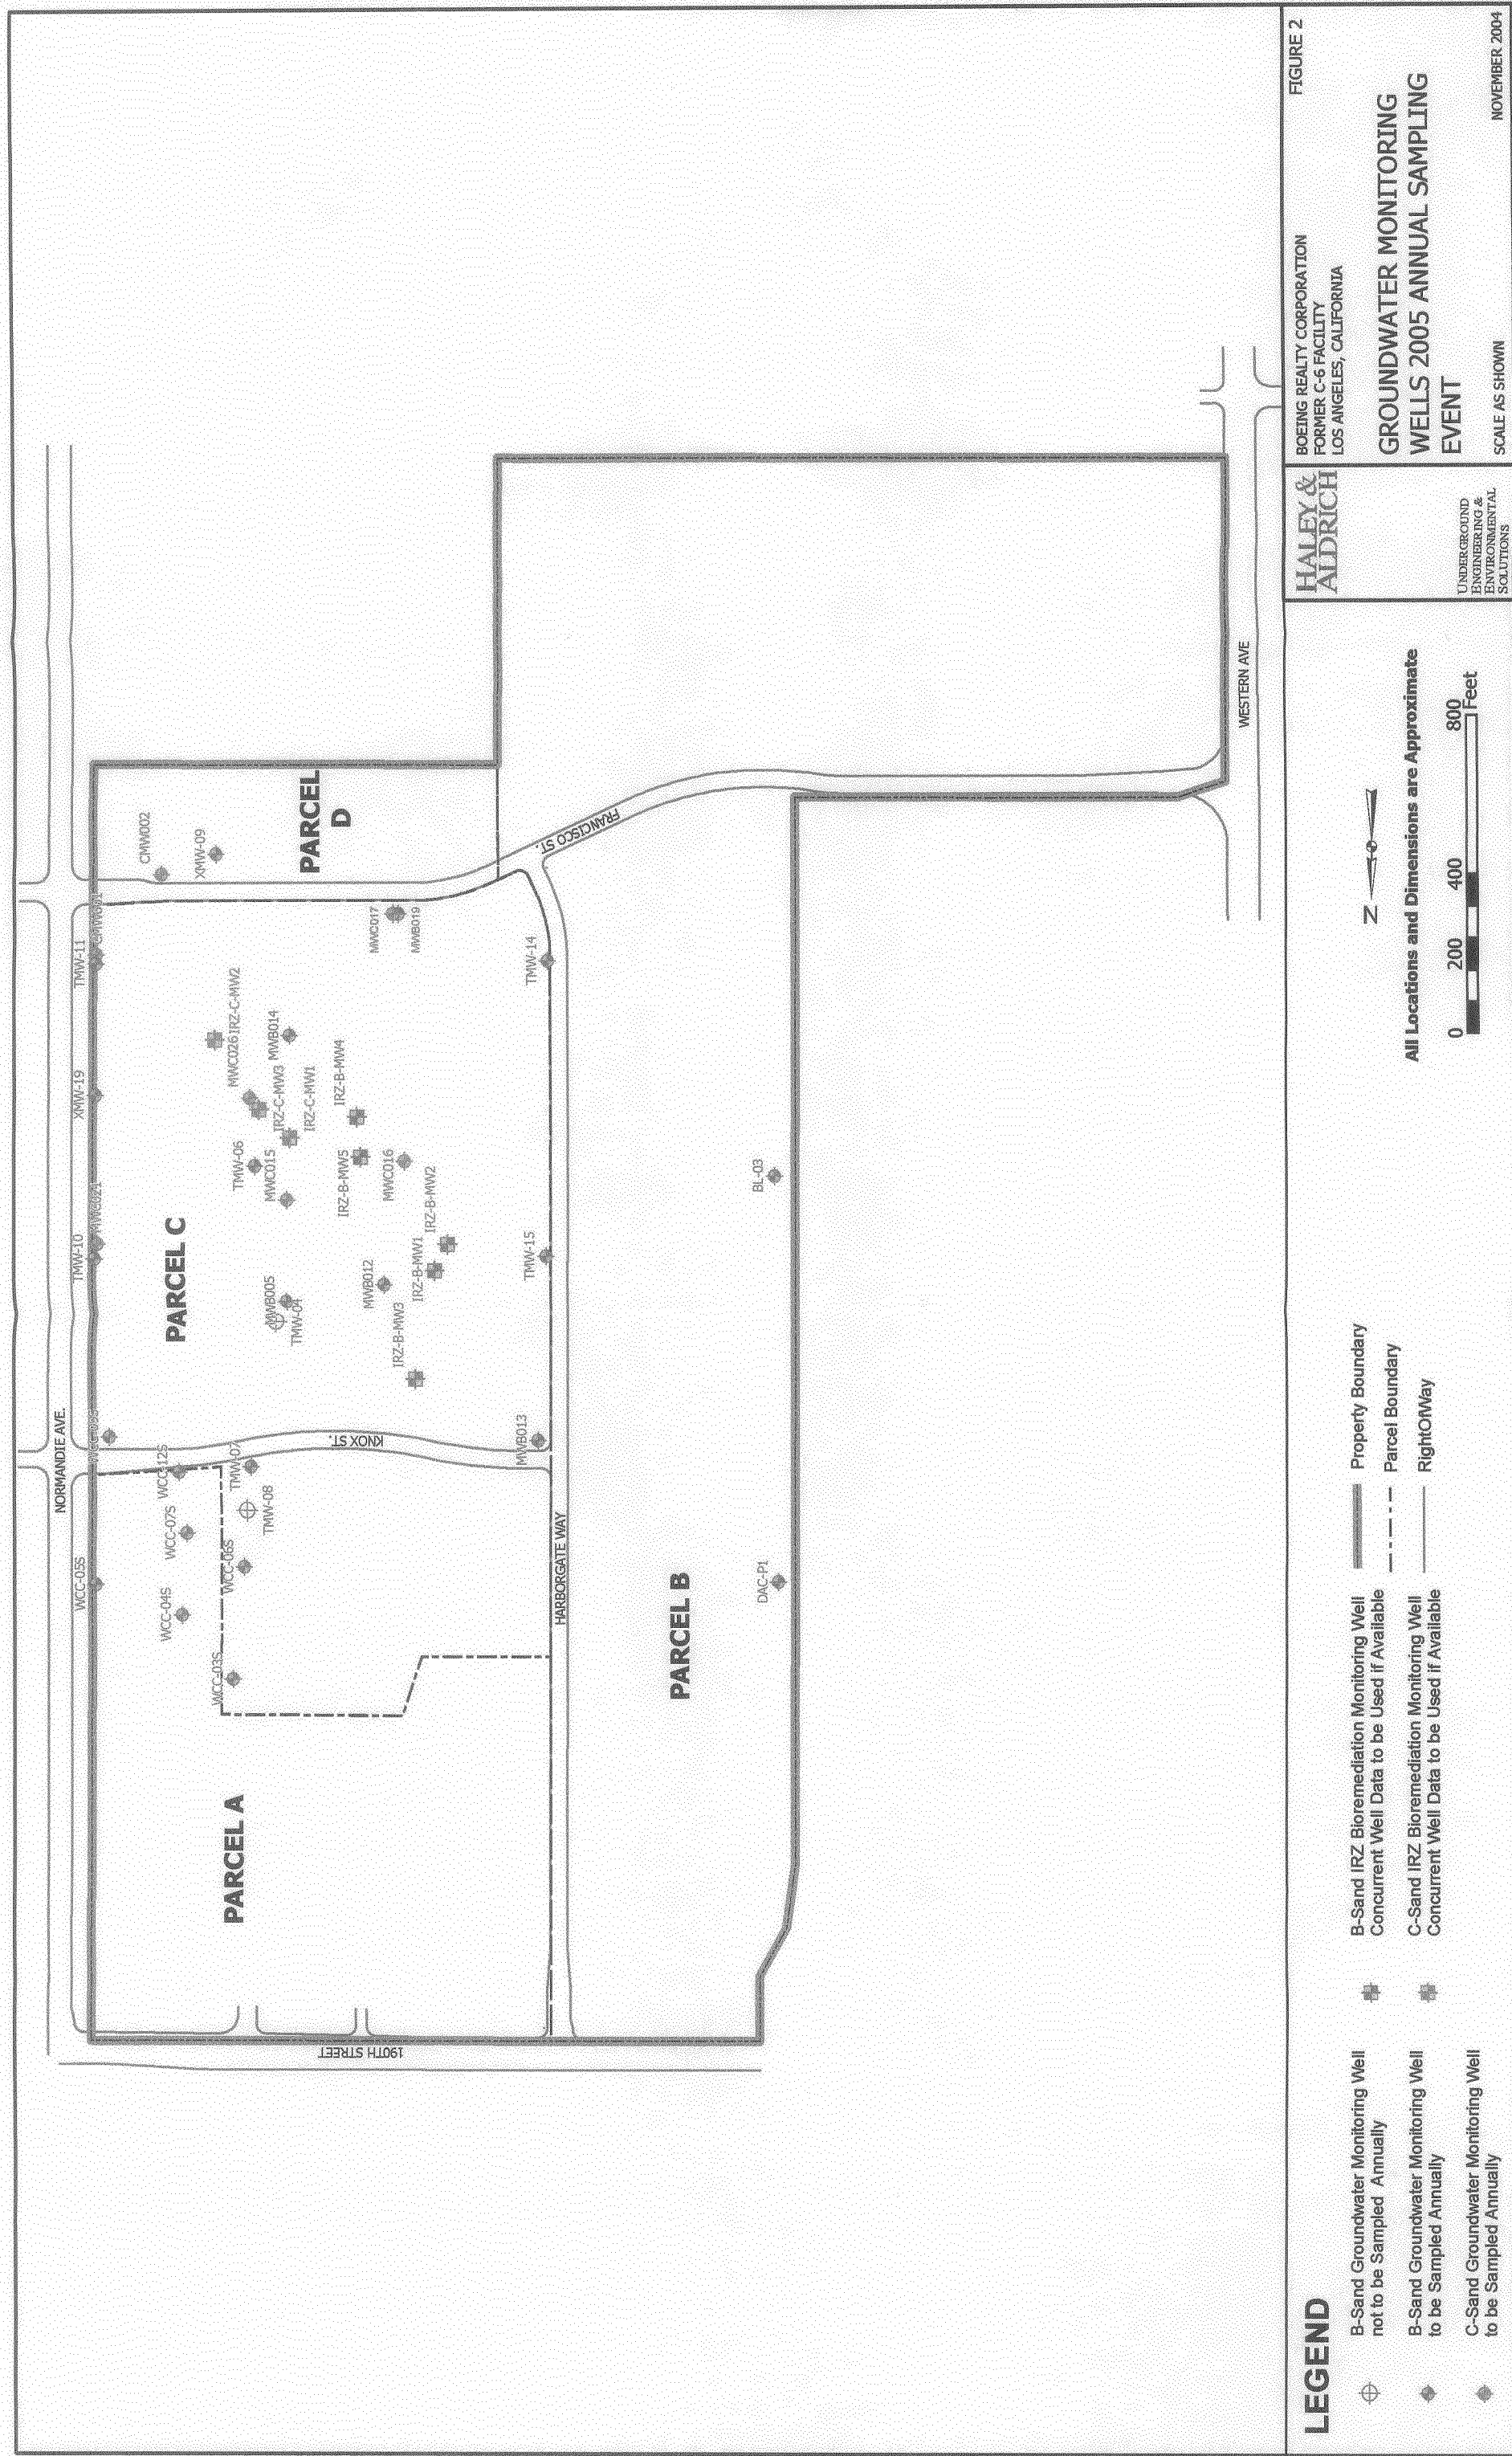 NORMANDIE AVE.
190TH STREET
HARBORGATE WAY
KNOX ST.
FRANCISCO ST.
WESTERN AVE
PARCEL A
PARCEL B
PARCEL C
PARCEL
D
WCC-05S
WCC-04S
WCC-07S
WCC-12S
WCC-03S
WCC-06S
TMW-07
TMW-08
MWB013
TMW-10
MWC021
XMW-19
TMW-11
CMW001
CMW002
XMW-09
MWC017
MWB019
TMW-14
MWC026
IRZ-C-MW2
MWB014
IRZ-C-MW3
IRZ-C-MW1
IRZ-B-MW4
TMW-06
MWC015
IRZ-B-MW5
MWC016
IRZ-B-MW2
IRZ-B-MW1
MWB012
IRZ-B-MW3
MWB005
TMW-04
TMW-15
BL-03
DAC-P1
LEGEND
B-Sand Groundwater Monitoring Well
not to be Sampled Annually
B-Sand Groundwater Monitoring Well
to be Sampled Annually
C-Sand Groundwater Monitoring Well
to be Sampled Annually
B-Sand IRZ Bioremediation Monitoring Well
Concurrent Well Data to be Used if Available
C-Sand IRZ Bioremediation Monitoring Well
Concurrent Well Data to be Used if Available
Property Boundary
Parcel Boundary
RightOfWay
N
All Locations and Dimensions are Approximate
0 200 400 800
Feet
HALEY &
ALDRICH
UNDERGROUND
ENGINEERING &
ENVIRONMENTAL
SOLUTIONS
BOEING REALTY CORPORATION
FORMER C-6 FACILITY
LOS ANGELES, CALIFORNIA
GROUNDWATER MONITORING
WELLS 2005 ANNUAL SAMPLING
EVENT
SCALE AS SHOWN
NOVEMBER 2004
FIGURE 2